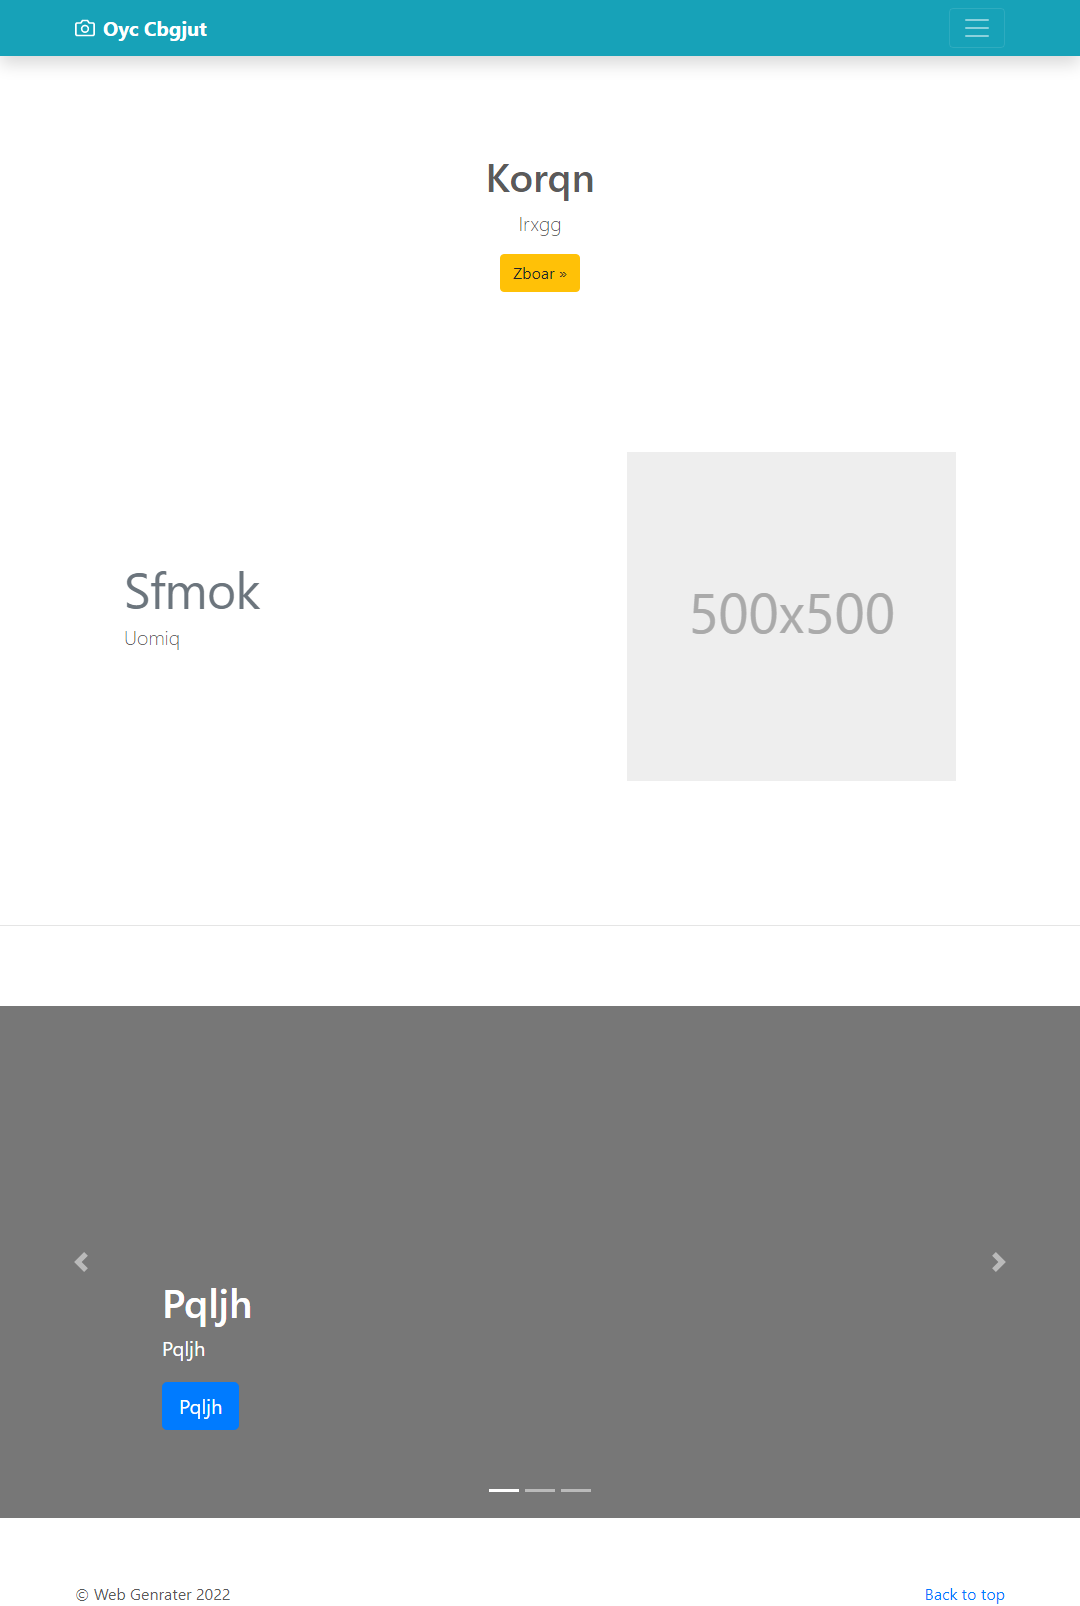 Oyc Cbgjut
Korqn
Irxgg
Zboar »
Sfmok
Uomiq
500x500
Pqljh
Pqljh
Pqljh
© Web Genrater 2022
Back to top